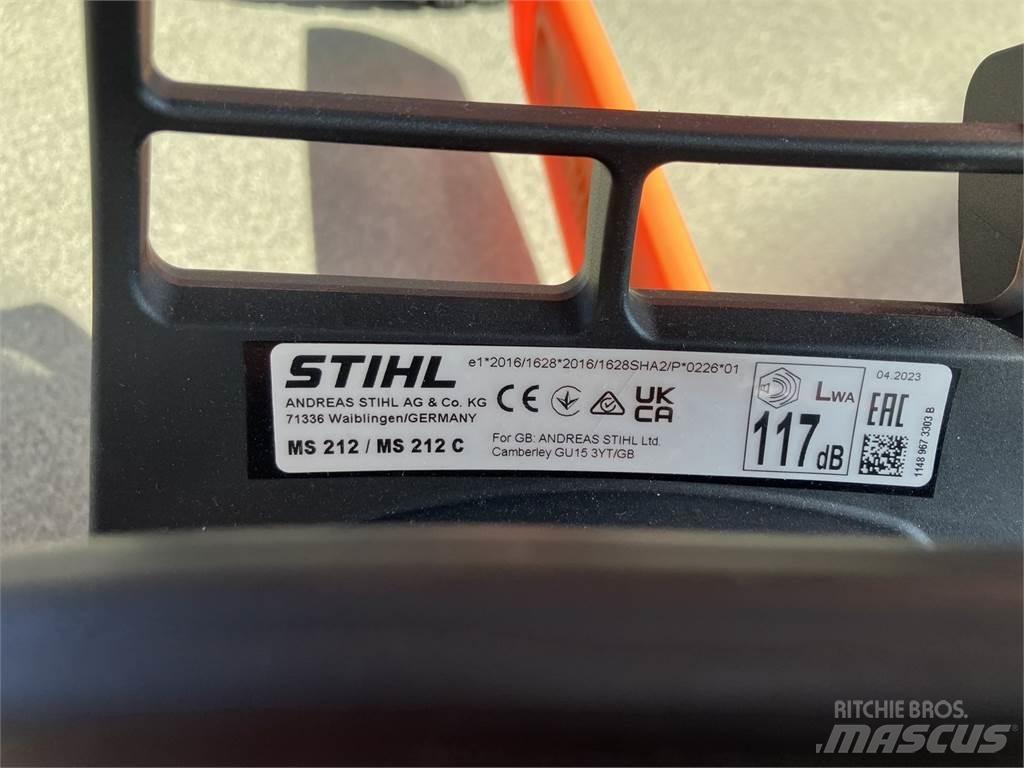 STIHL
e1*2016/1628*2016/1628SHA2/P*0226*01
ANDREAS STIHL AG & Co. KG
71336 Waiblingen/GERMANY
MS 212 / MS 212 C
CE
UK
CA
For GB: ANDREAS STIHL Ltd.
Camberley GU15 3YT/GB
LWA
117 dB
04.2023
EAC
1148 967 3303 B
RITCHIE BROS.
MASCUS